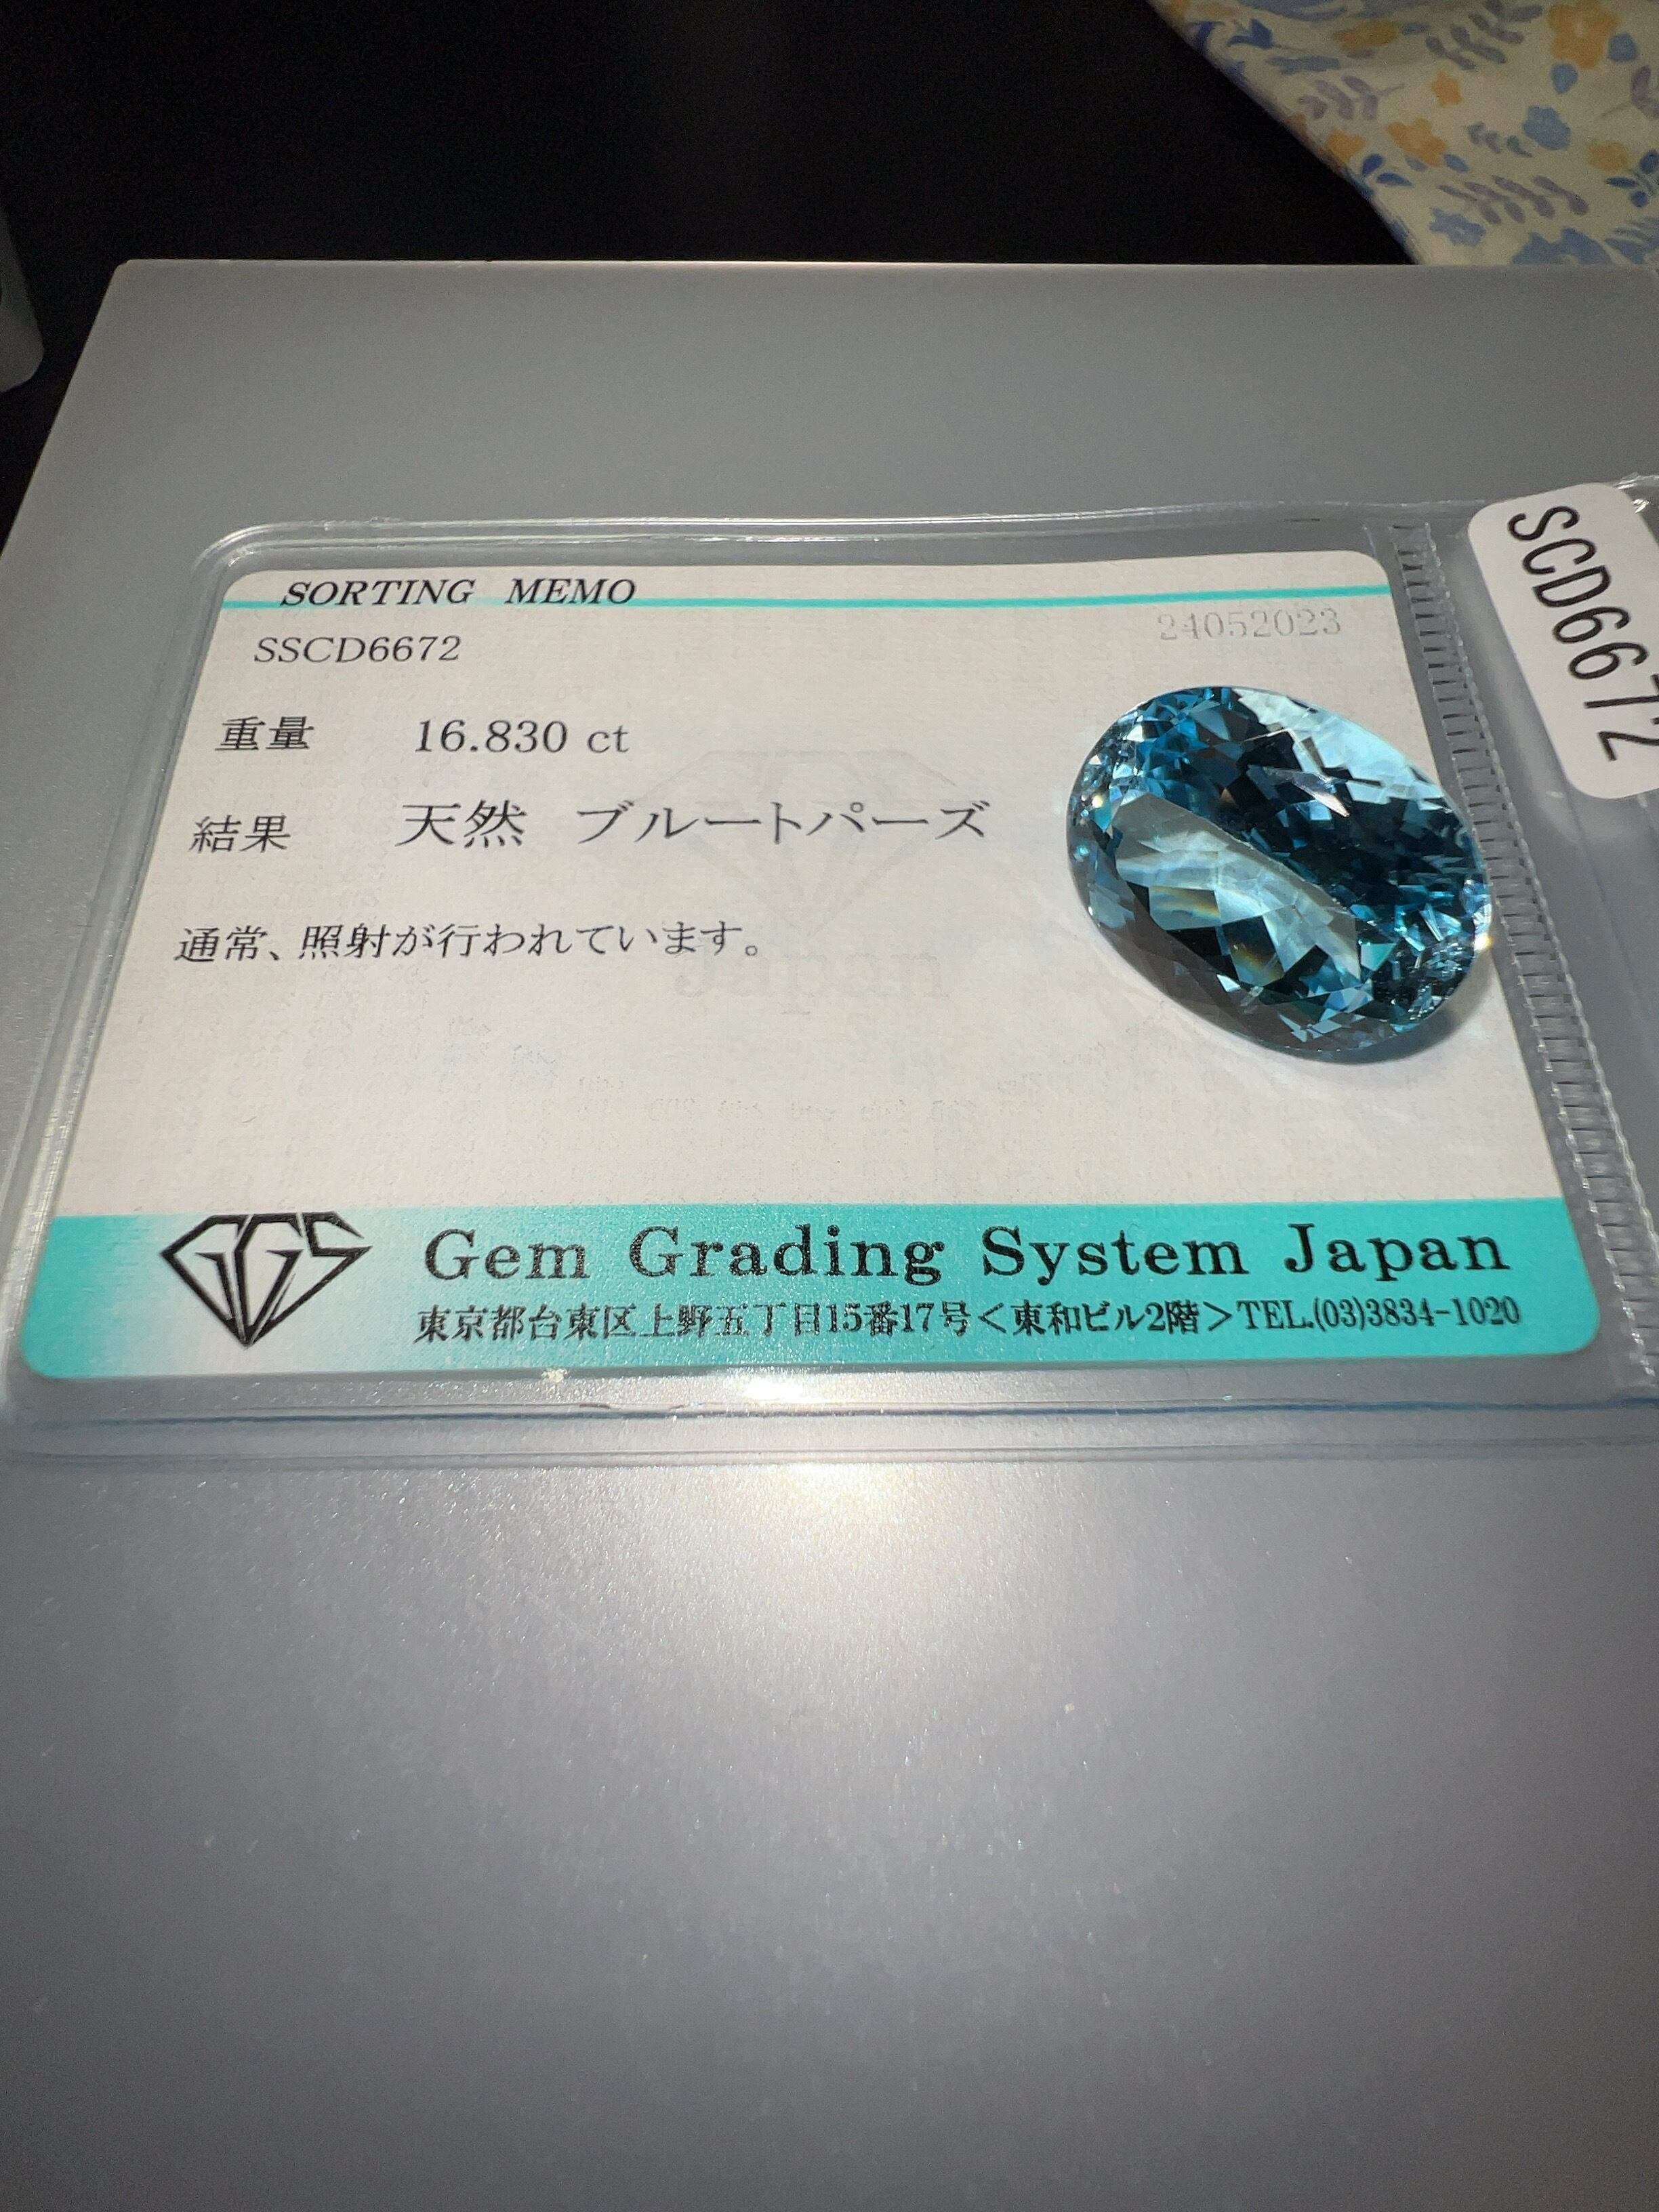 SORTING MEMO
24052023
SSCD6672
重量 16.830 ct
結果 天然 ブルートパーズ
通常、照射が行われています。
Japan
GGS
Gem Grading System Japan
東京都台東区上野五丁目15番17号＜東和ビル2階＞TEL.(03)3834-1020
SCD6672